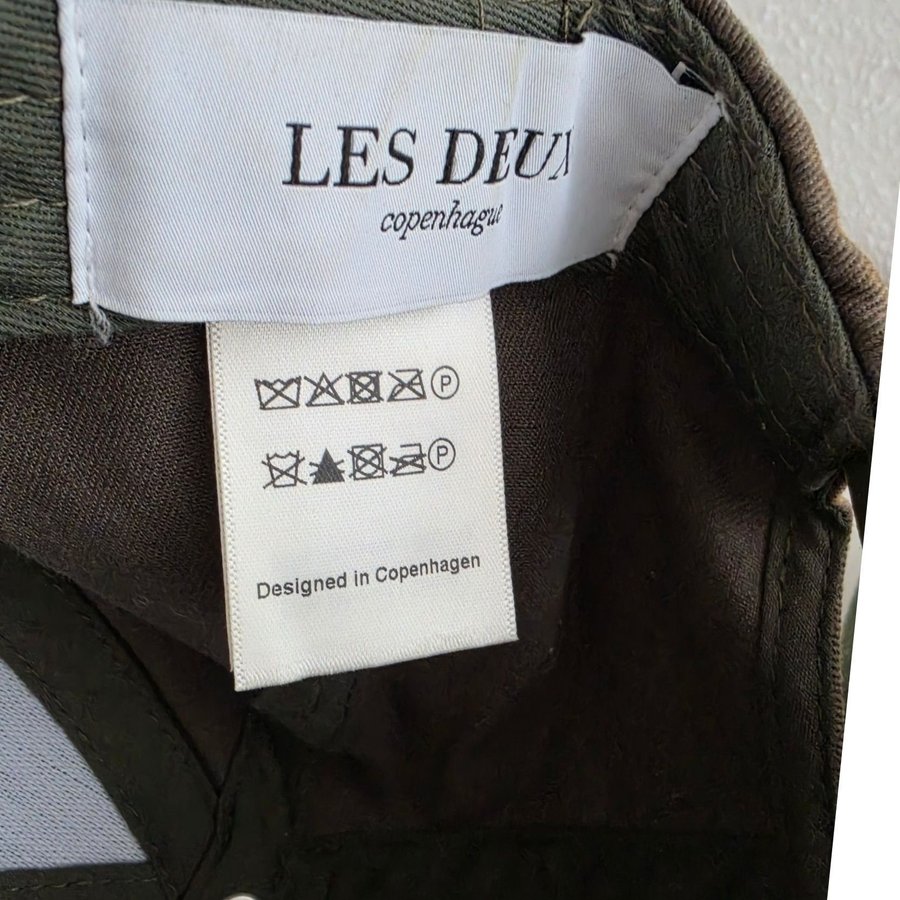 LES DEUX
copenhague
P
P
Designed in Copenhagen